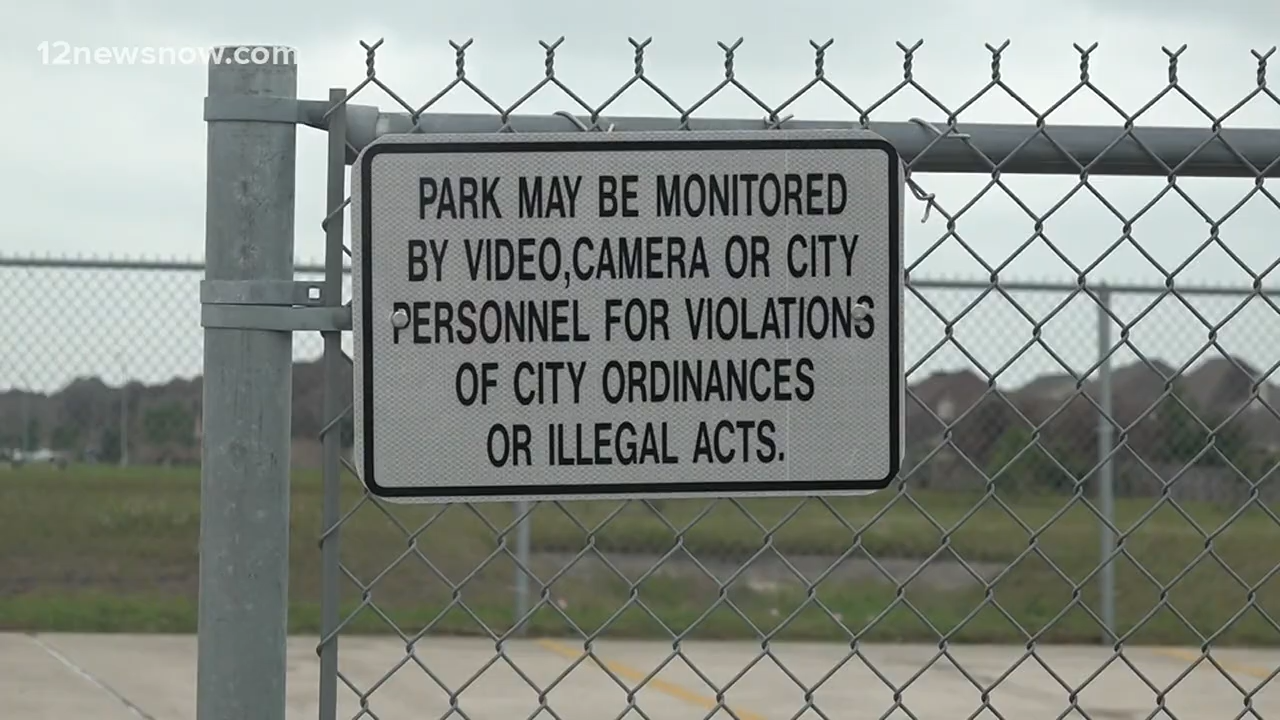 12newsnow.com
PARK MAY BE MONITORED
BY VIDEO,CAMERA OR CITY
PERSONNEL FOR VIOLATIONS
OF CITY ORDINANCES
OR ILLEGAL ACTS.